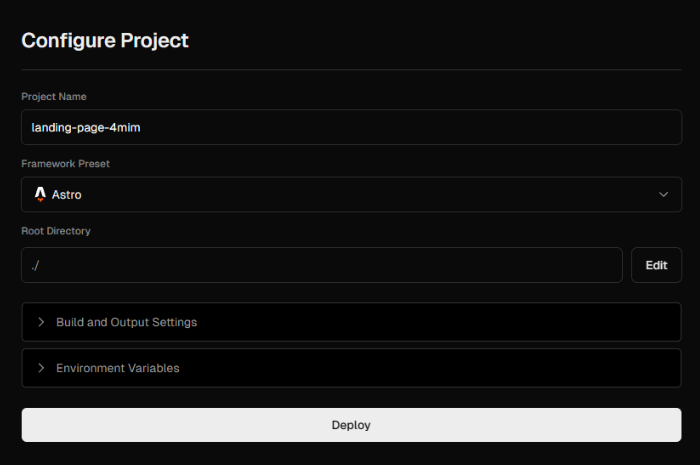 Configure Project
Project Name
landing-page-4mim
Framework Preset
Astro
Root Directory
./
Edit
Build and Output Settings
Environment Variables
Deploy